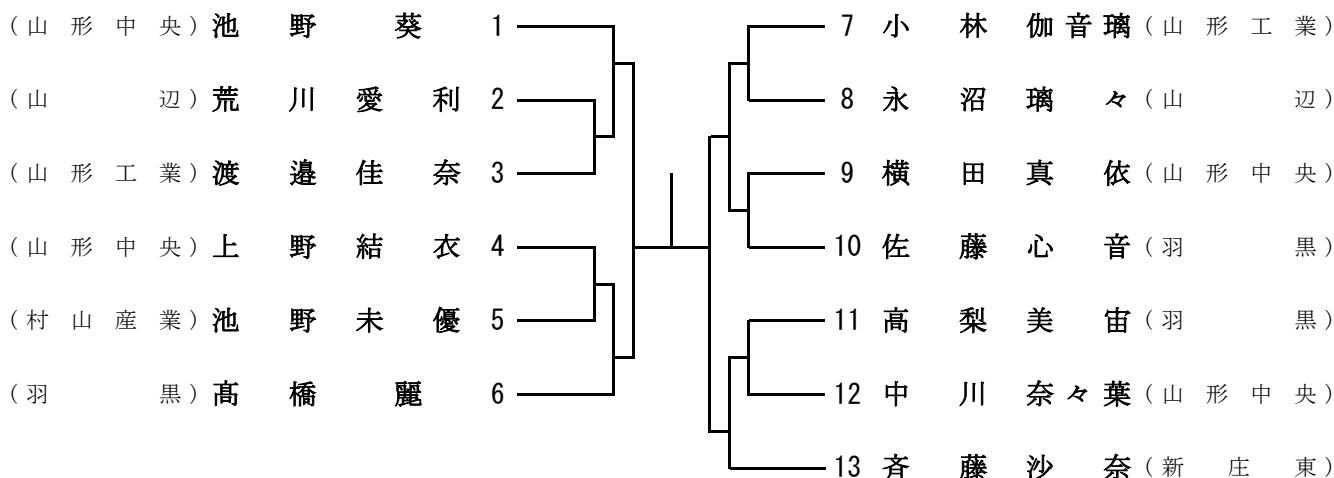 (山形中央) 池野葵 1
(山辺) 荒川愛利 2
(山形工業) 渡邉佳奈 3
(山形中央) 上野結衣 4
(村山産業) 池野未優 5
(羽黒) 髙橋麗 6
7 小林伽音璃 (山形工業)
8 永沼璃々 (山辺)
9 横田真依 (山形中央)
10 佐藤心音 (羽黒)
11 高梨美宙 (羽黒)
12 中川奈々葉 (山形中央)
13 斉藤沙奈 (新庄東)